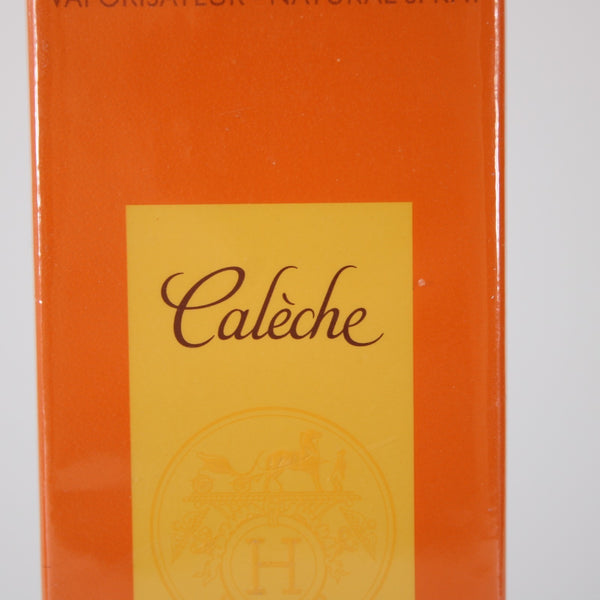 VAPORISATEUR - NATURAL SPRAY
Calèche
H